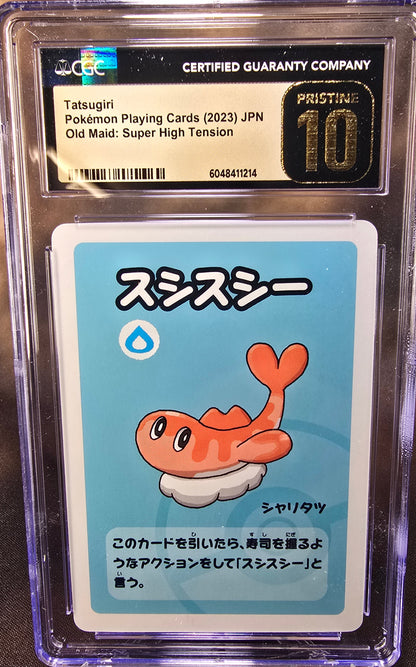 CGC
CERTIFIED GUARANTY COMPANY
Tatsugiri
Pokémon Playing Cards (2023) JPN
Old Maid: Super High Tension
6048411214
PRISTINE
10
スシスシー
シャリタツ
このカードを引いたら、寿司を握るよ
うなアクションをして「スシスシー」と
言う。